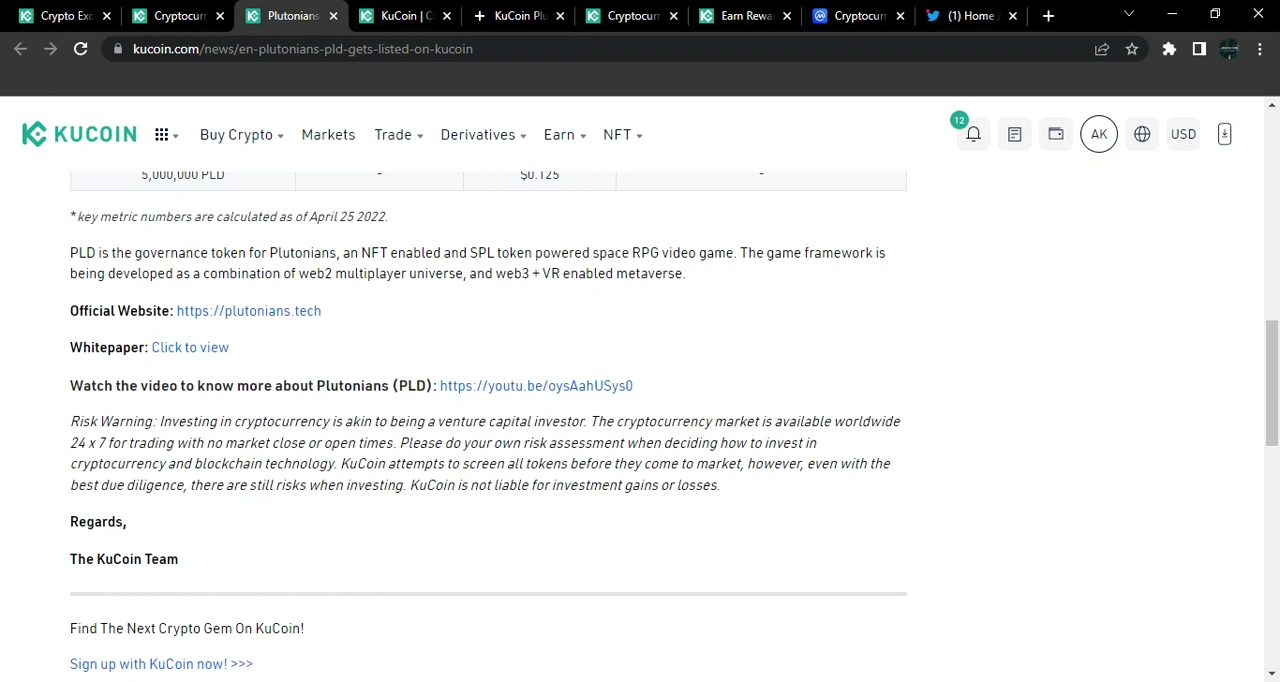 Crypto Exc
Cryptocurr
Plutonians
KuCoin | C
KuCoin Plu
Cryptocurr
Earn Rewa
Cryptocurr
(1) Home /
kucoin.com/news/en-plutonians-pld-gets-listed-on-kucoin
KUCOIN
Buy Crypto
Markets
Trade
Derivatives
Earn
NFT
12
AK
USD
5,000,000 PLD - $0.125 -
*key metric numbers are calculated as of April 25 2022.
PLD is the governance token for Plutonians, an NFT enabled and SPL token powered space RPG video game. The game framework is
being developed as a combination of web2 multiplayer universe, and web3 + VR enabled metaverse.
Official Website: https://plutonians.tech
Whitepaper: Click to view
Watch the video to know more about Plutonians (PLD): https://youtu.be/oysAahUSys0
Risk Warning: Investing in cryptocurrency is akin to being a venture capital investor. The cryptocurrency market is available worldwide
24 x 7 for trading with no market close or open times. Please do your own risk assessment when deciding how to invest in
cryptocurrency and blockchain technology. KuCoin attempts to screen all tokens before they come to market, however, even with the
best due diligence, there are still risks when investing. KuCoin is not liable for investment gains or losses.
Regards,
The KuCoin Team
Find The Next Crypto Gem On KuCoin!
Sign up with KuCoin now! >>>